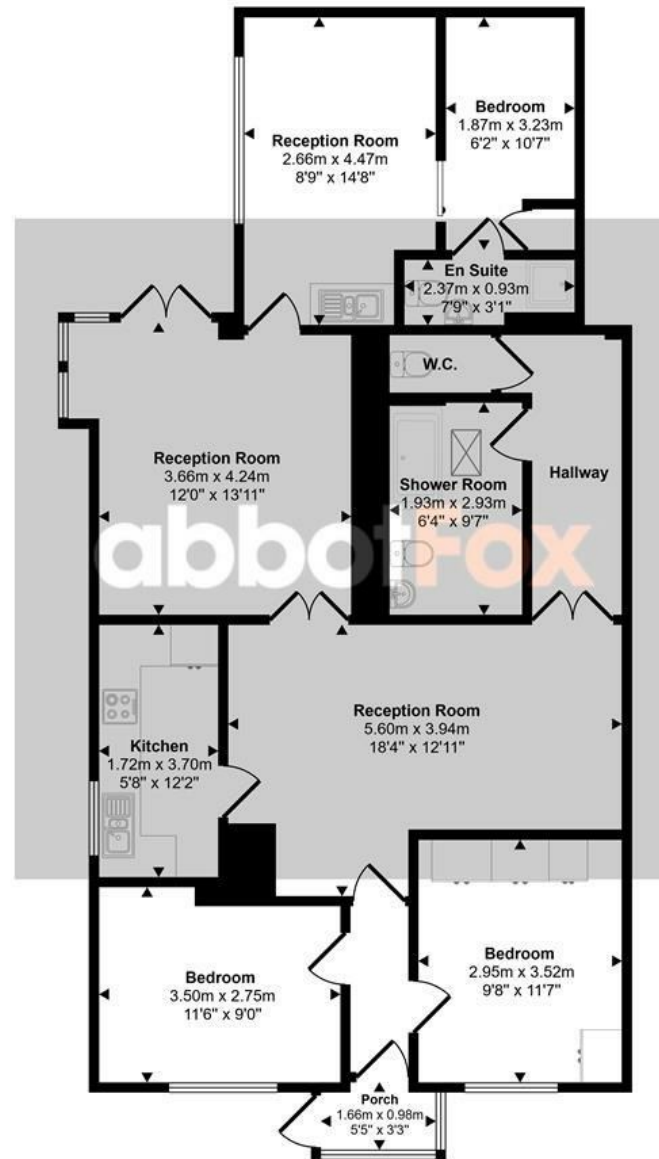 Reception Room
2.66m x 4.47m
8'9" x 14'8"
Bedroom
1.87m x 3.23m
6'2" x 10'7"
En Suite
2.37m x 0.93m
7'9" x 3'1"
W.C.
Reception Room
3.66m x 4.24m
12'0" x 13'11"
Shower Room
1.93m x 2.93m
6'4" x 9'7"
Hallway
abbotFox
Reception Room
5.60m x 3.94m
18'4" x 12'11"
Kitchen
1.72m x 3.70m
5'8" x 12'2"
Bedroom
3.50m x 2.75m
11'6" x 9'0"
Bedroom
2.95m x 3.52m
9'8" x 11'7"
Porch
1.66m x 0.98m
5'5" x 3'3"